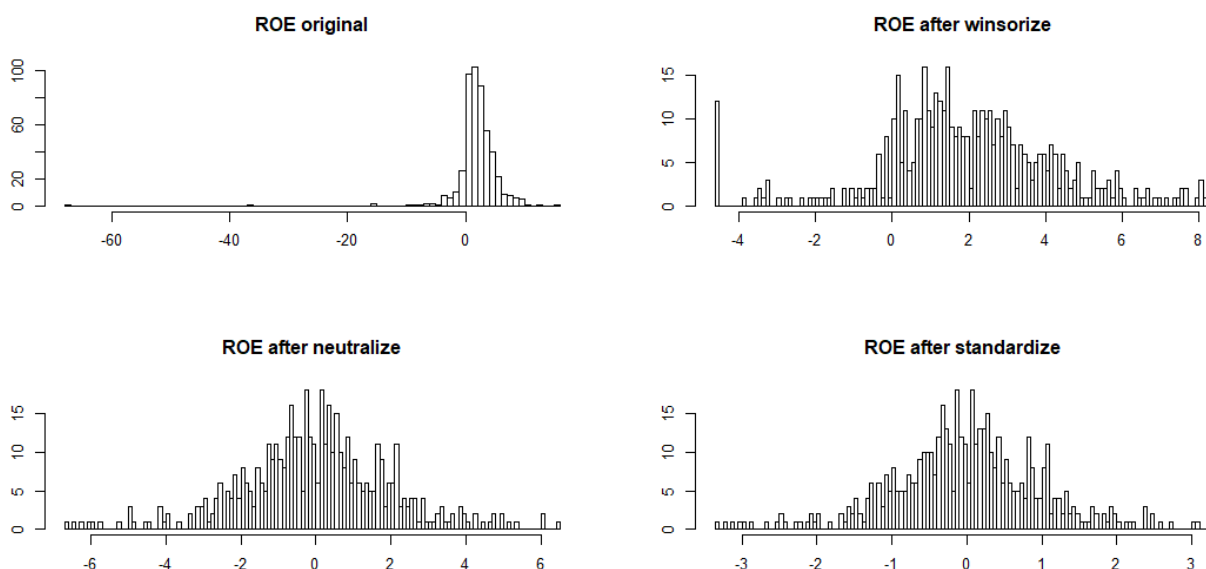 ROE original
ROE after winsorize
100
60
20
0
-60 -40 -20 0
15
10
5
0
-4 -2 0 2 4 6 8
ROE after neutralize
ROE after standardize
15
10
5
0
-6 -4 -2 0 2 4 6
15
10
5
0
-3 -2 -1 0 1 2 3